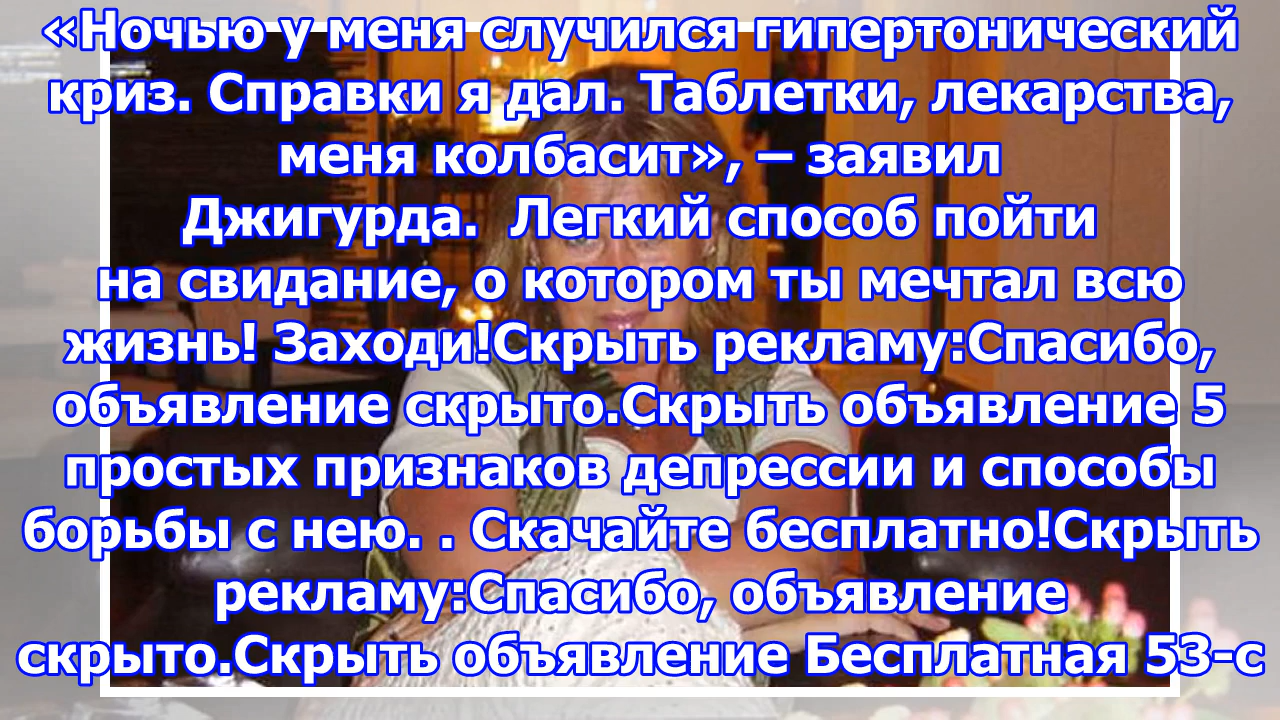 «Ночью у меня случился гипертонический
криз. Справки я дал. Таблетки, лекарства,
меня колбасит», – заявил
Джигурда.  Легкий способ пойти
на свидание, о котором ты мечтал всю
жизнь! Заходи!Скрыть рекламу:Спасибо,
объявление скрыто.Скрыть объявление 5
простых признаков депрессии и способы
борьбы с нею. . Скачайте бесплатно!Скрыть
рекламу:Спасибо, объявление
скрыто.Скрыть объявление Бесплатная 53-с